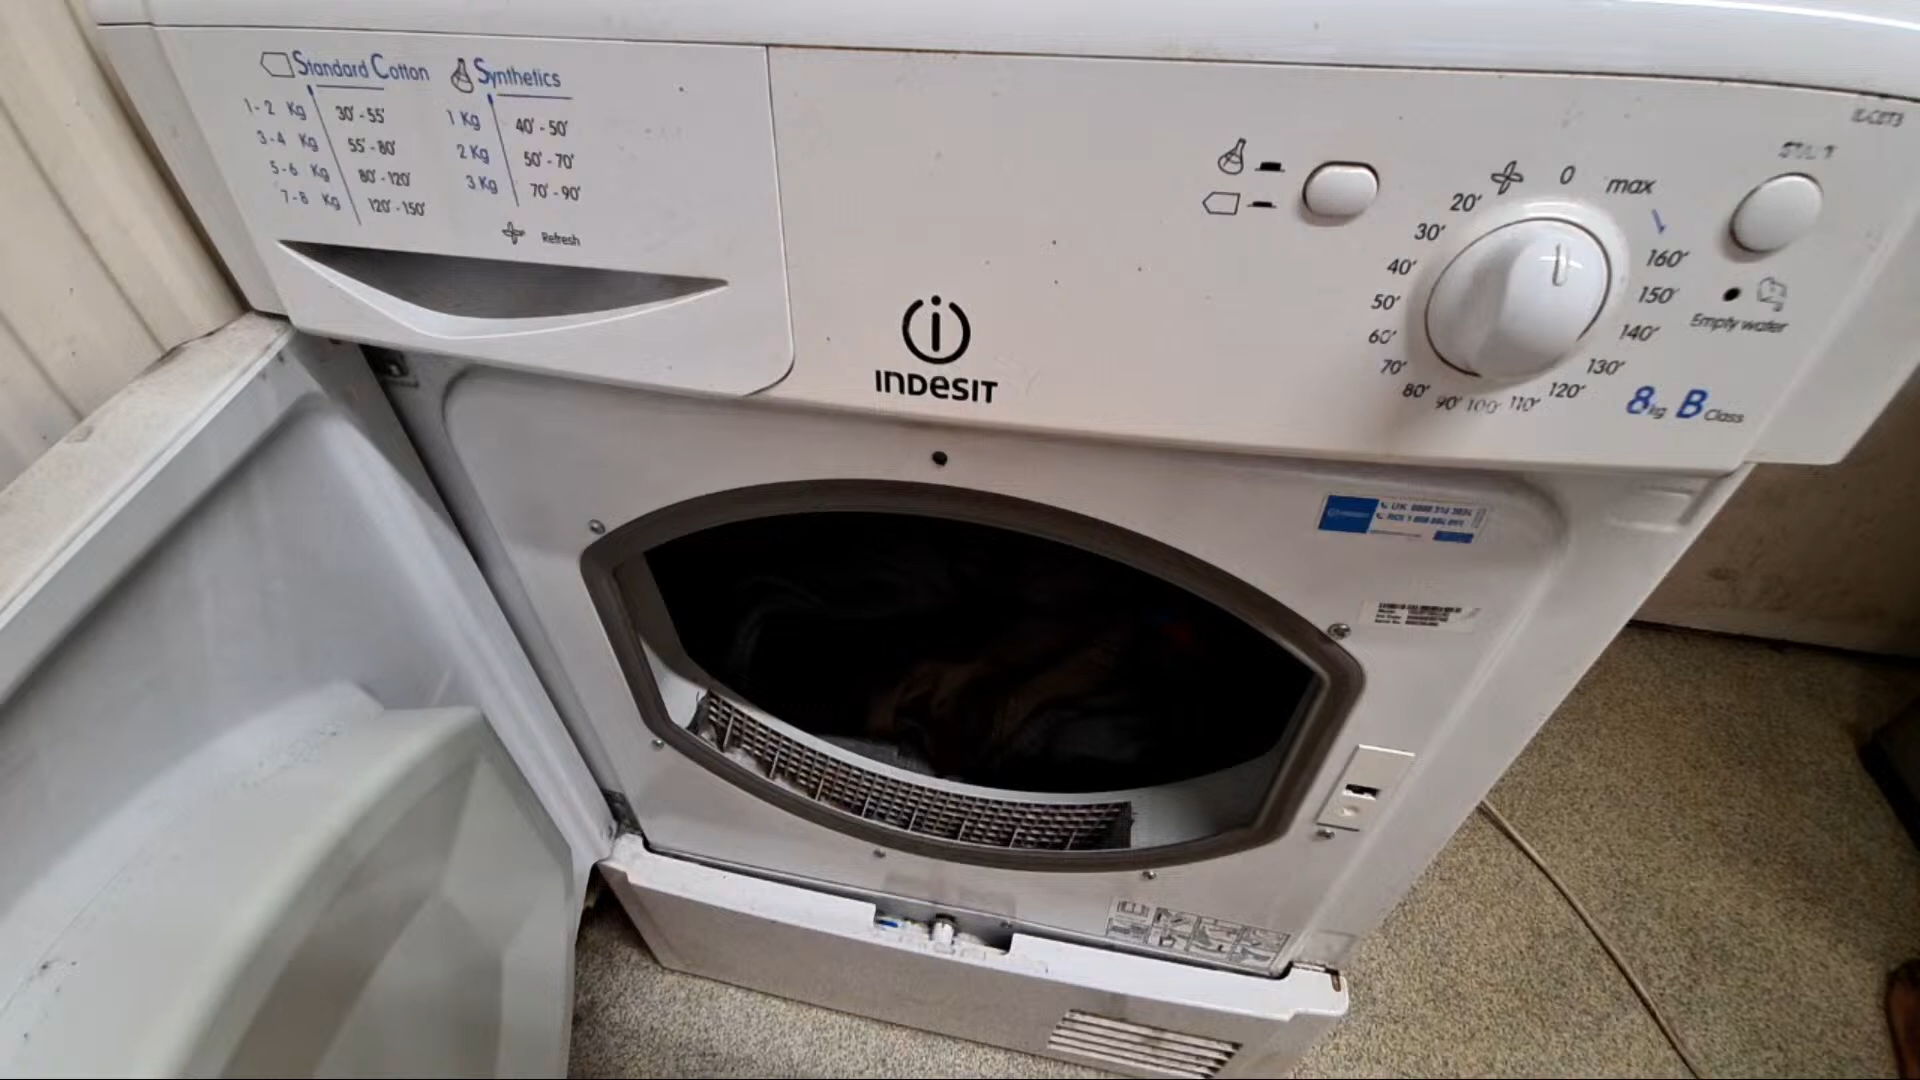 Standard Cotton
1-2 Kg 30'-55'
3-4 Kg 55'-80'
5-6 Kg 80'-120'
7-8 Kg 120'-150'
Synthetics
1 Kg 40'-50'
2 Kg 50'-70'
3 Kg 70'-90'
Refresh
INDESIT
0
max
20'
30'
40'
50'
60'
70'
80'
90'
100'
110'
120'
130'
140'
150'
160'
START
Empty water
8kg B Class
UK